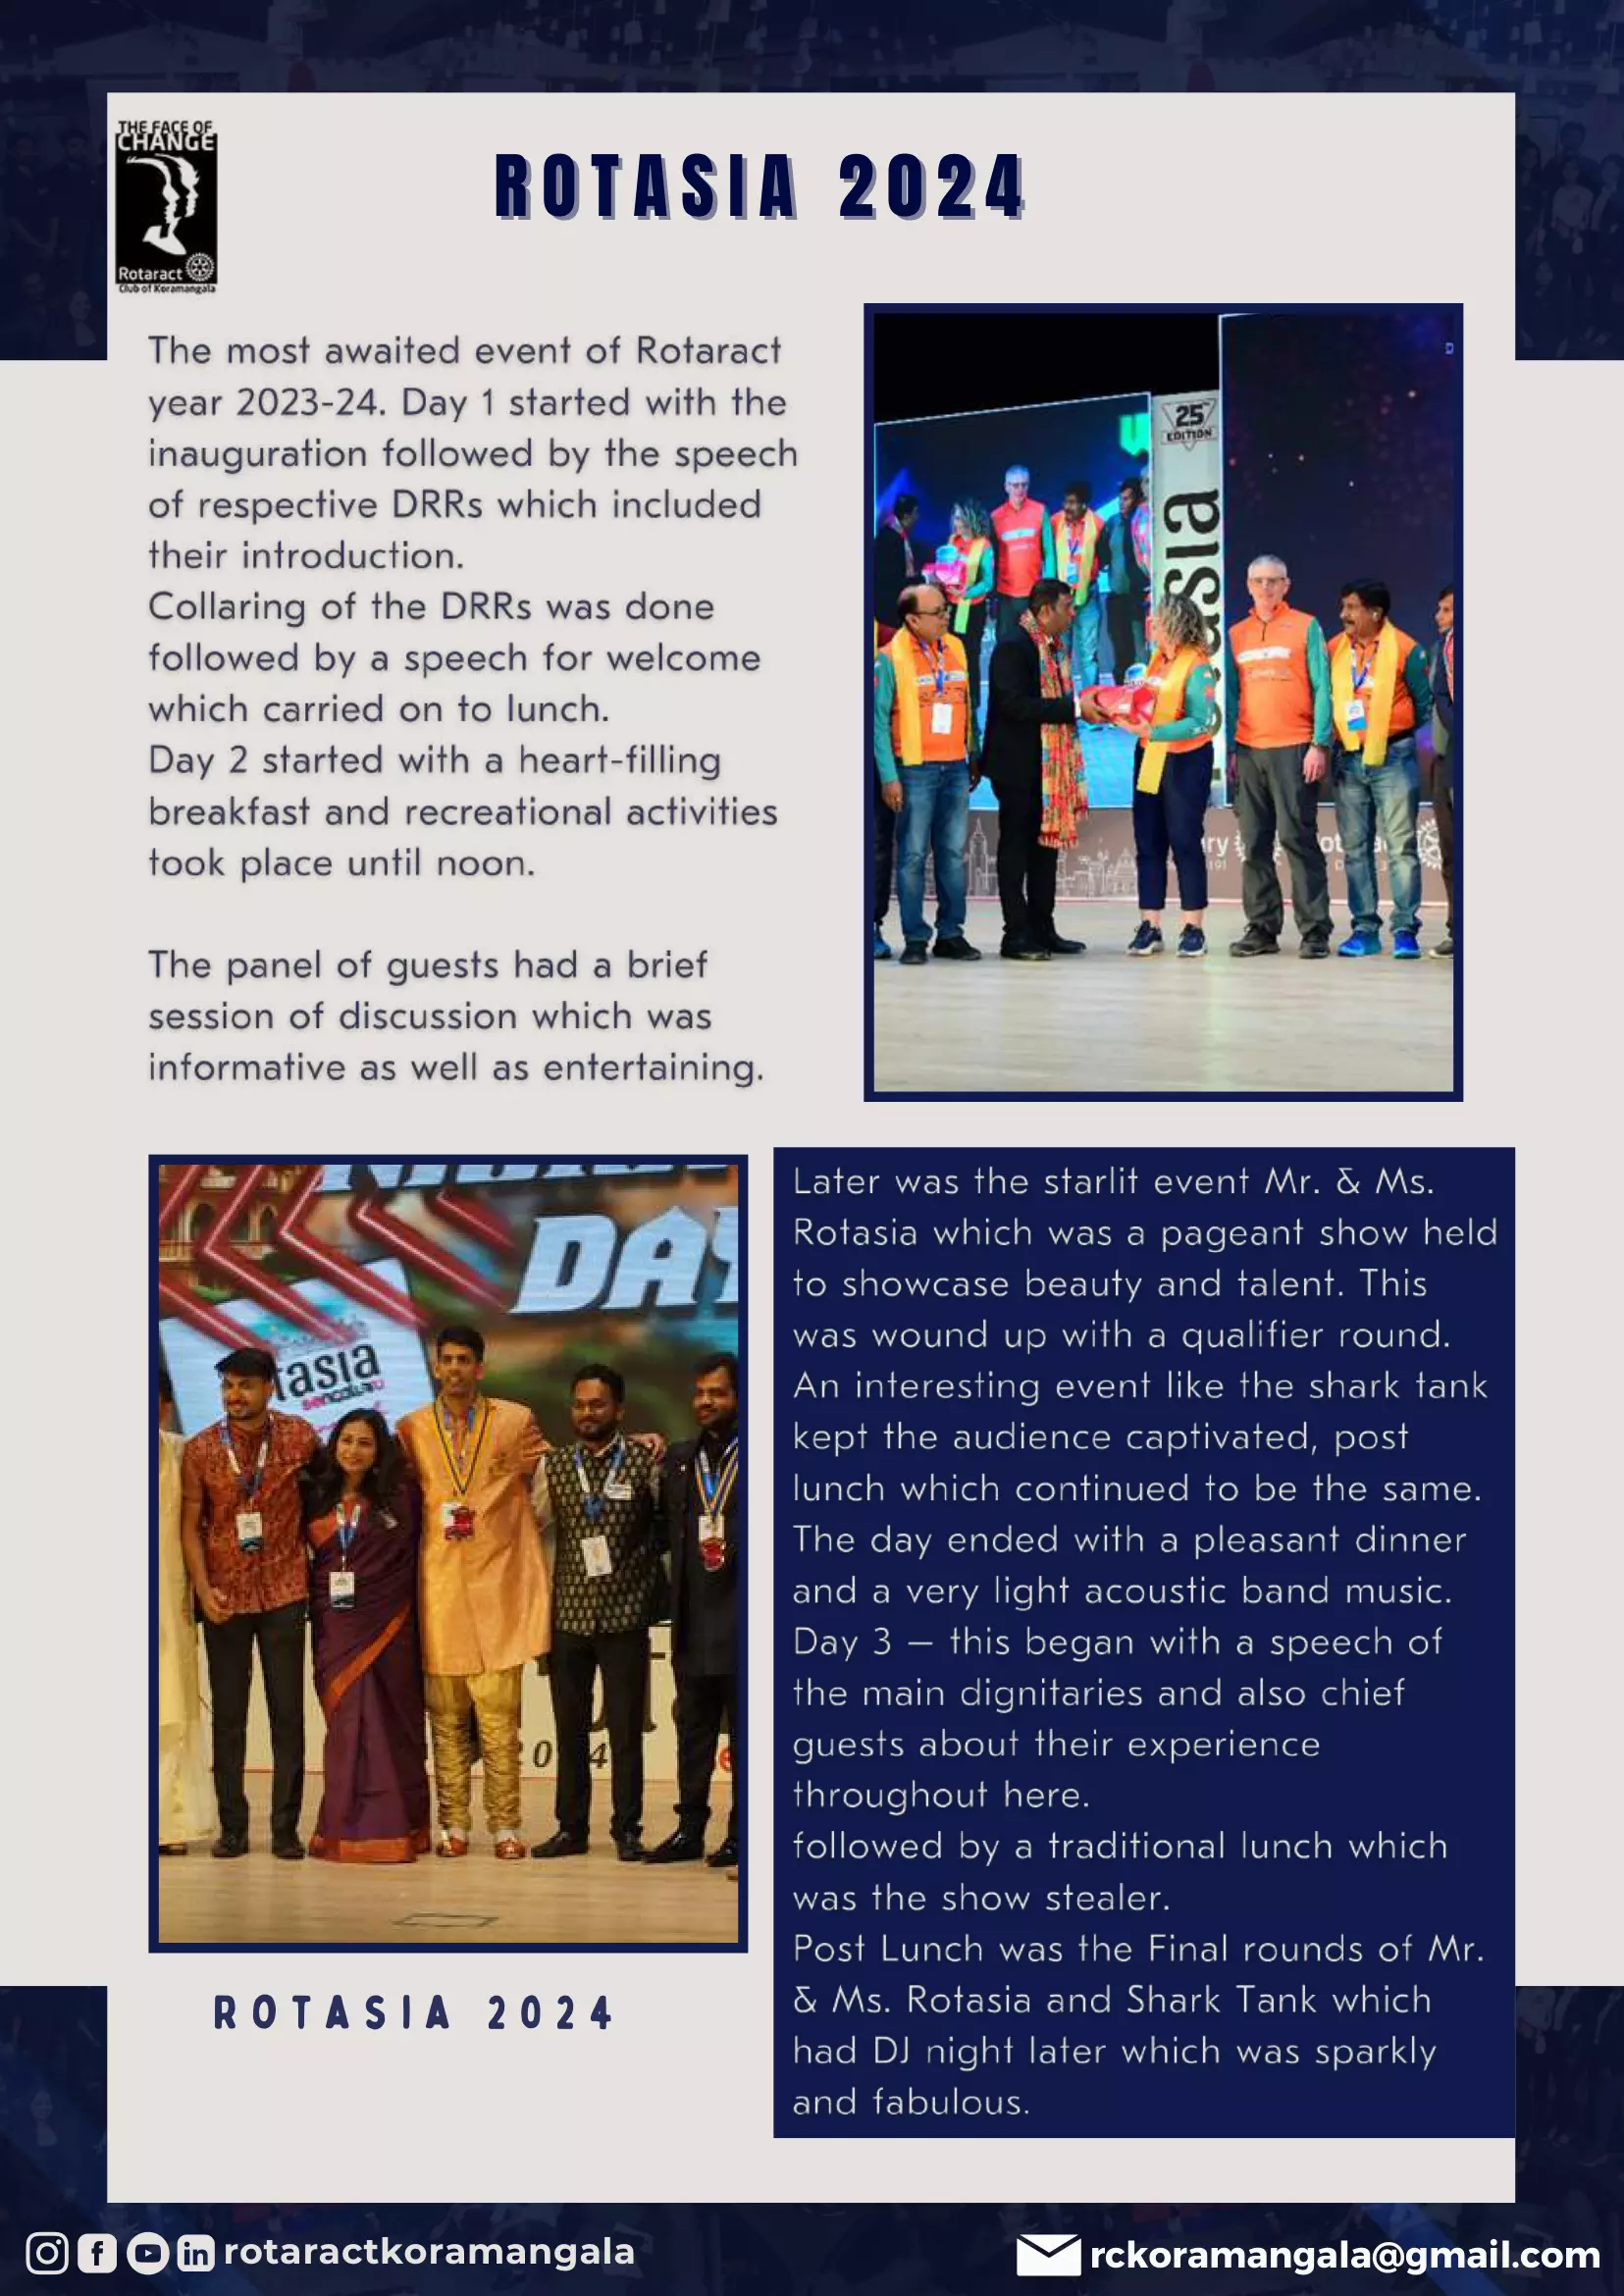 THE FACE OF
CHANGE
Rotaract
Club of Koramangala
ROTASIA 2024
The most awaited event of Rotaract
year 2023-24. Day 1 started with the
inauguration followed by the speech
of respective DRRs which included
their introduction.
Collaring of the DRRs was done
followed by a speech for welcome
which carried on to lunch.
Day 2 started with a heart-filling
breakfast and recreational activities
took place until noon.
The panel of guests had a brief
session of discussion which was
informative as well as entertaining.
25
EDITION
asia
DAY
tasia
Later was the starlit event Mr. & Ms.
Rotasia which was a pageant show held
to showcase beauty and talent. This
was wound up with a qualifier round.
An interesting event like the shark tank
kept the audience captivated, post
lunch which continued to be the same.
The day ended with a pleasant dinner
and a very light acoustic band music.
Day 3 – this began with a speech of
the main dignitaries and also chief
guests about their experience
throughout here.
followed by a traditional lunch which
was the show stealer.
Post Lunch was the Final rounds of Mr.
& Ms. Rotasia and Shark Tank which
had DJ night later which was sparkly
and fabulous.
ROTASIA 2024
rotaractkoramangala
rckoramangala@gmail.com